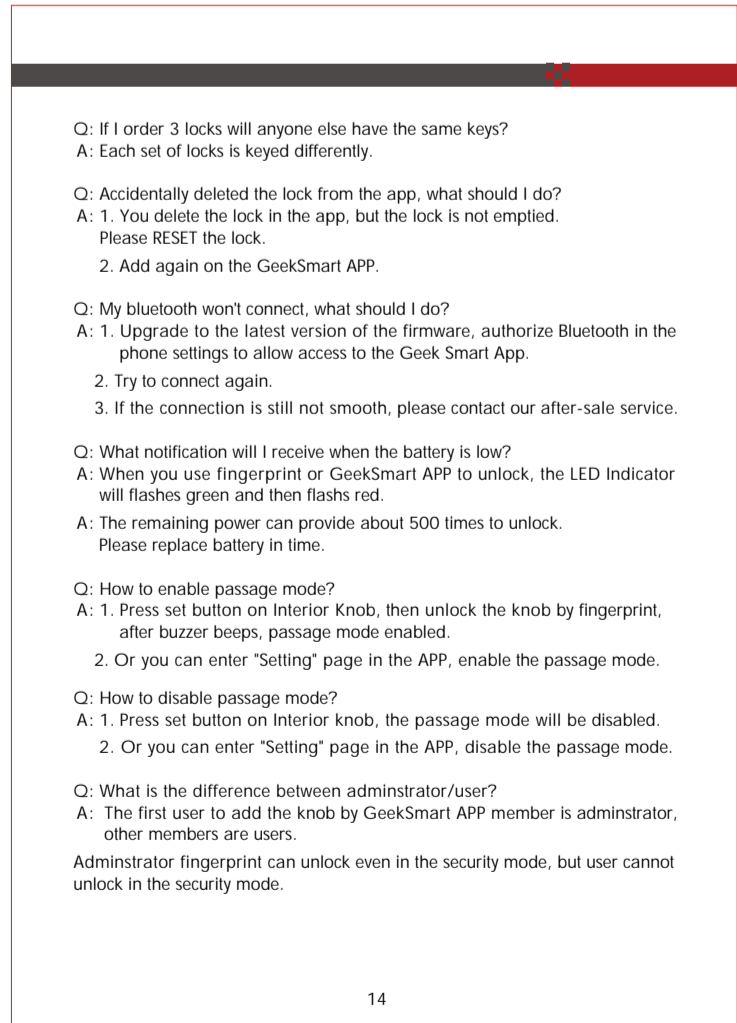 Q: If I order 3 locks will anyone else have the same keys?
A: Each set of locks is keyed differently.
Q: Accidentally deleted the lock from the app, what should I do?
A: 1. You delete the lock in the app, but the lock is not emptied.
Please RESET the lock.
2. Add again on the GeekSmart APP.
Q: My bluetooth won't connect, what should I do?
A: 1. Upgrade to the latest version of the firmware, authorize Bluetooth in the
phone settings to allow access to the Geek Smart App.
2. Try to connect again.
3. If the connection is still not smooth, please contact our after-sale service.
Q: What notification will I receive when the battery is low?
A: When you use fingerprint or GeekSmart APP to unlock, the LED Indicator
will flashes green and then flashs red.
A: The remaining power can provide about 500 times to unlock.
Please replace battery in time.
Q: How to enable passage mode?
A: 1. Press set button on Interior Knob, then unlock the knob by fingerprint,
after buzzer beeps, passage mode enabled.
2. Or you can enter "Setting" page in the APP, enable the passage mode.
Q: How to disable passage mode?
A: 1. Press set button on Interior knob, the passage mode will be disabled.
2. Or you can enter "Setting" page in the APP, disable the passage mode.
Q: What is the difference between adminstrator/user?
A: The first user to add the knob by GeekSmart APP member is adminstrator,
other members are users.
Adminstrator fingerprint can unlock even in the security mode, but user cannot
unlock in the security mode.
14